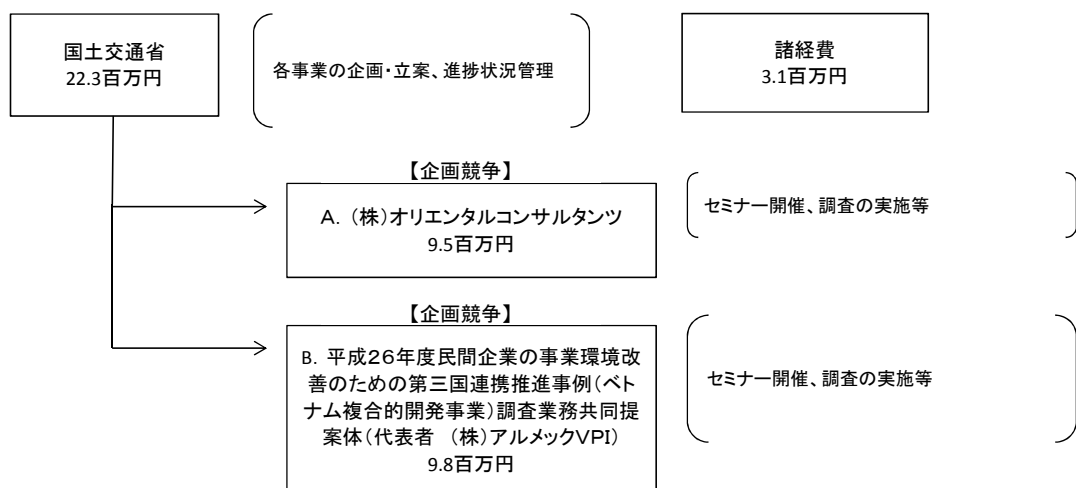 国土交通省
22.3百万円
各事業の企画・立案、進捗状況管理
諸経費
3.1百万円
【企画競争】
A.（株）オリエンタルコンサルタンツ
9.5百万円
セミナー開催、調査の実施等
【企画競争】
B. 平成26年度民間企業の事業環境改
善のための第三国連携推進事例（ベト
ナム複合的開発事業）調査業務共同提
案体（代表者　（株）アルメックVPI）
9.8百万円
セミナー開催、調査の実施等